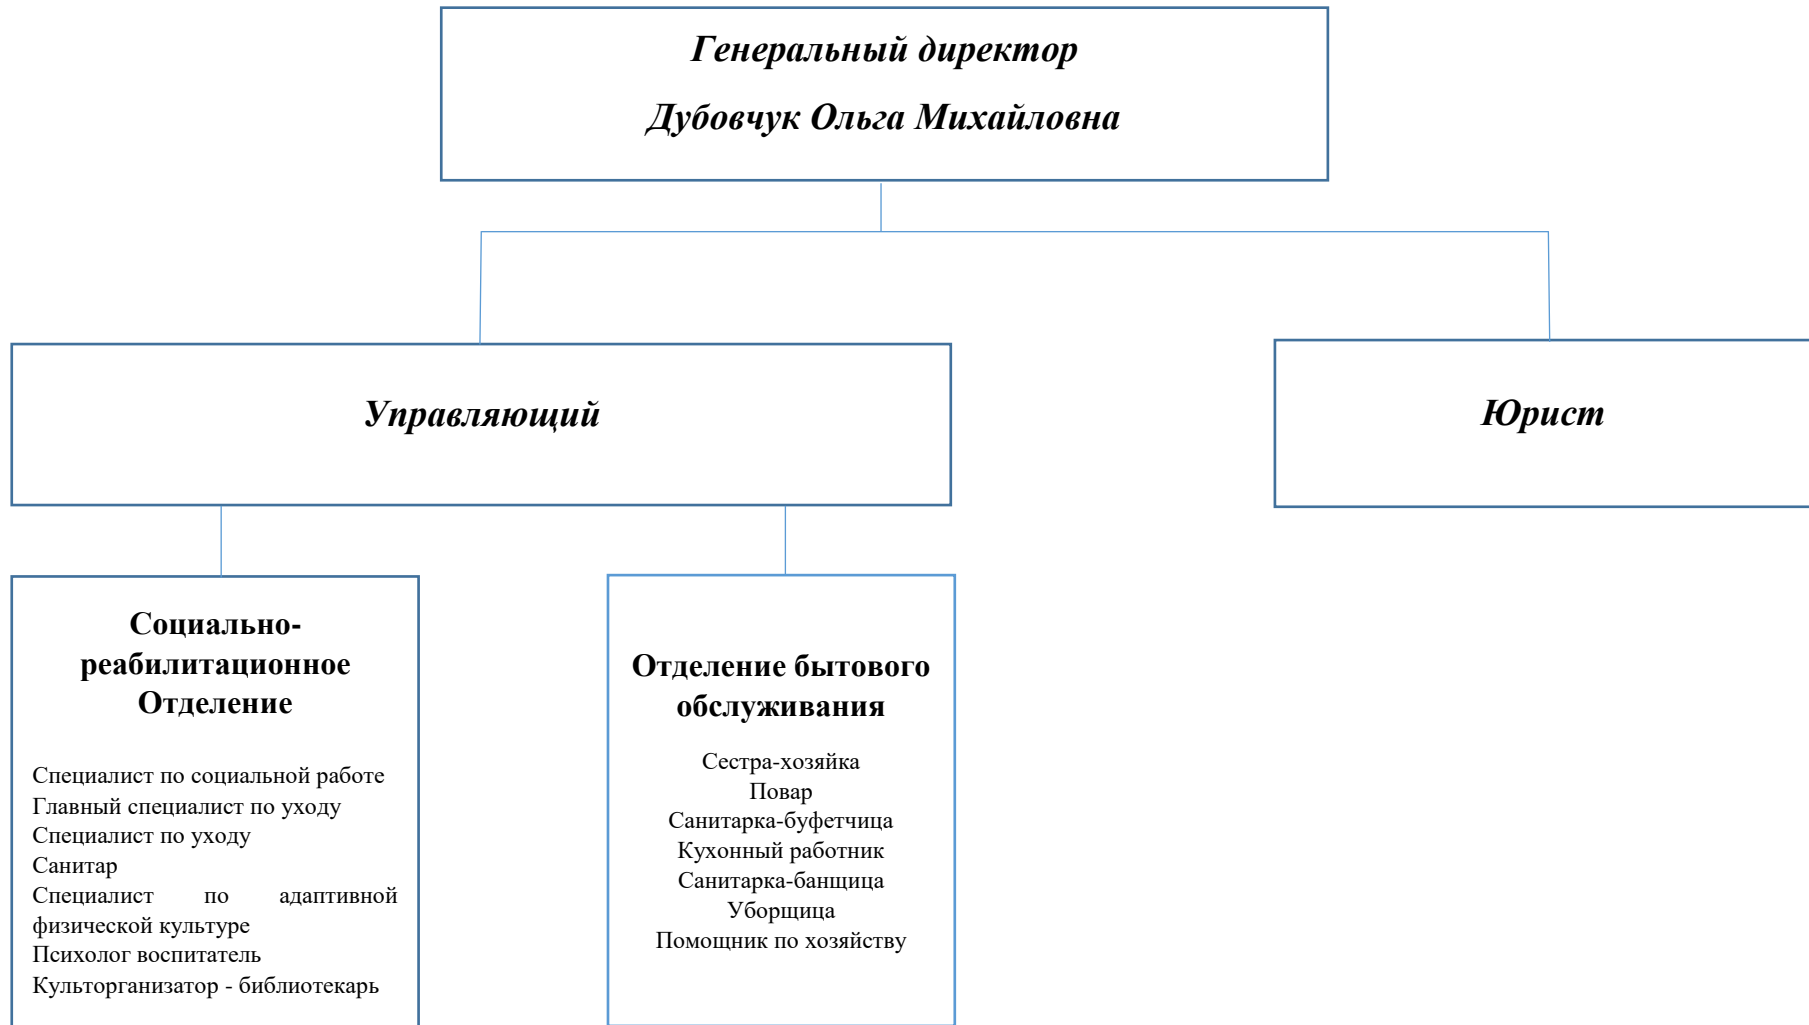 Генеральный директор
Дубовчук Ольга Михайловна
Управляющий
Юрист
Социально-
реабилитационное
Отделение
Специалист по социальной работе
Главный специалист по уходу
Специалист по уходу
Санитар
Специалист по адаптивной
физической культуре
Психолог воспитатель
Культорганизатор - библиотекарь
Отделение бытового
обслуживания
Сестра-хозяйка
Повар
Санитарка-буфетчица
Кухонный работник
Санитарка-банщица
Уборщица
Помощник по хозяйству